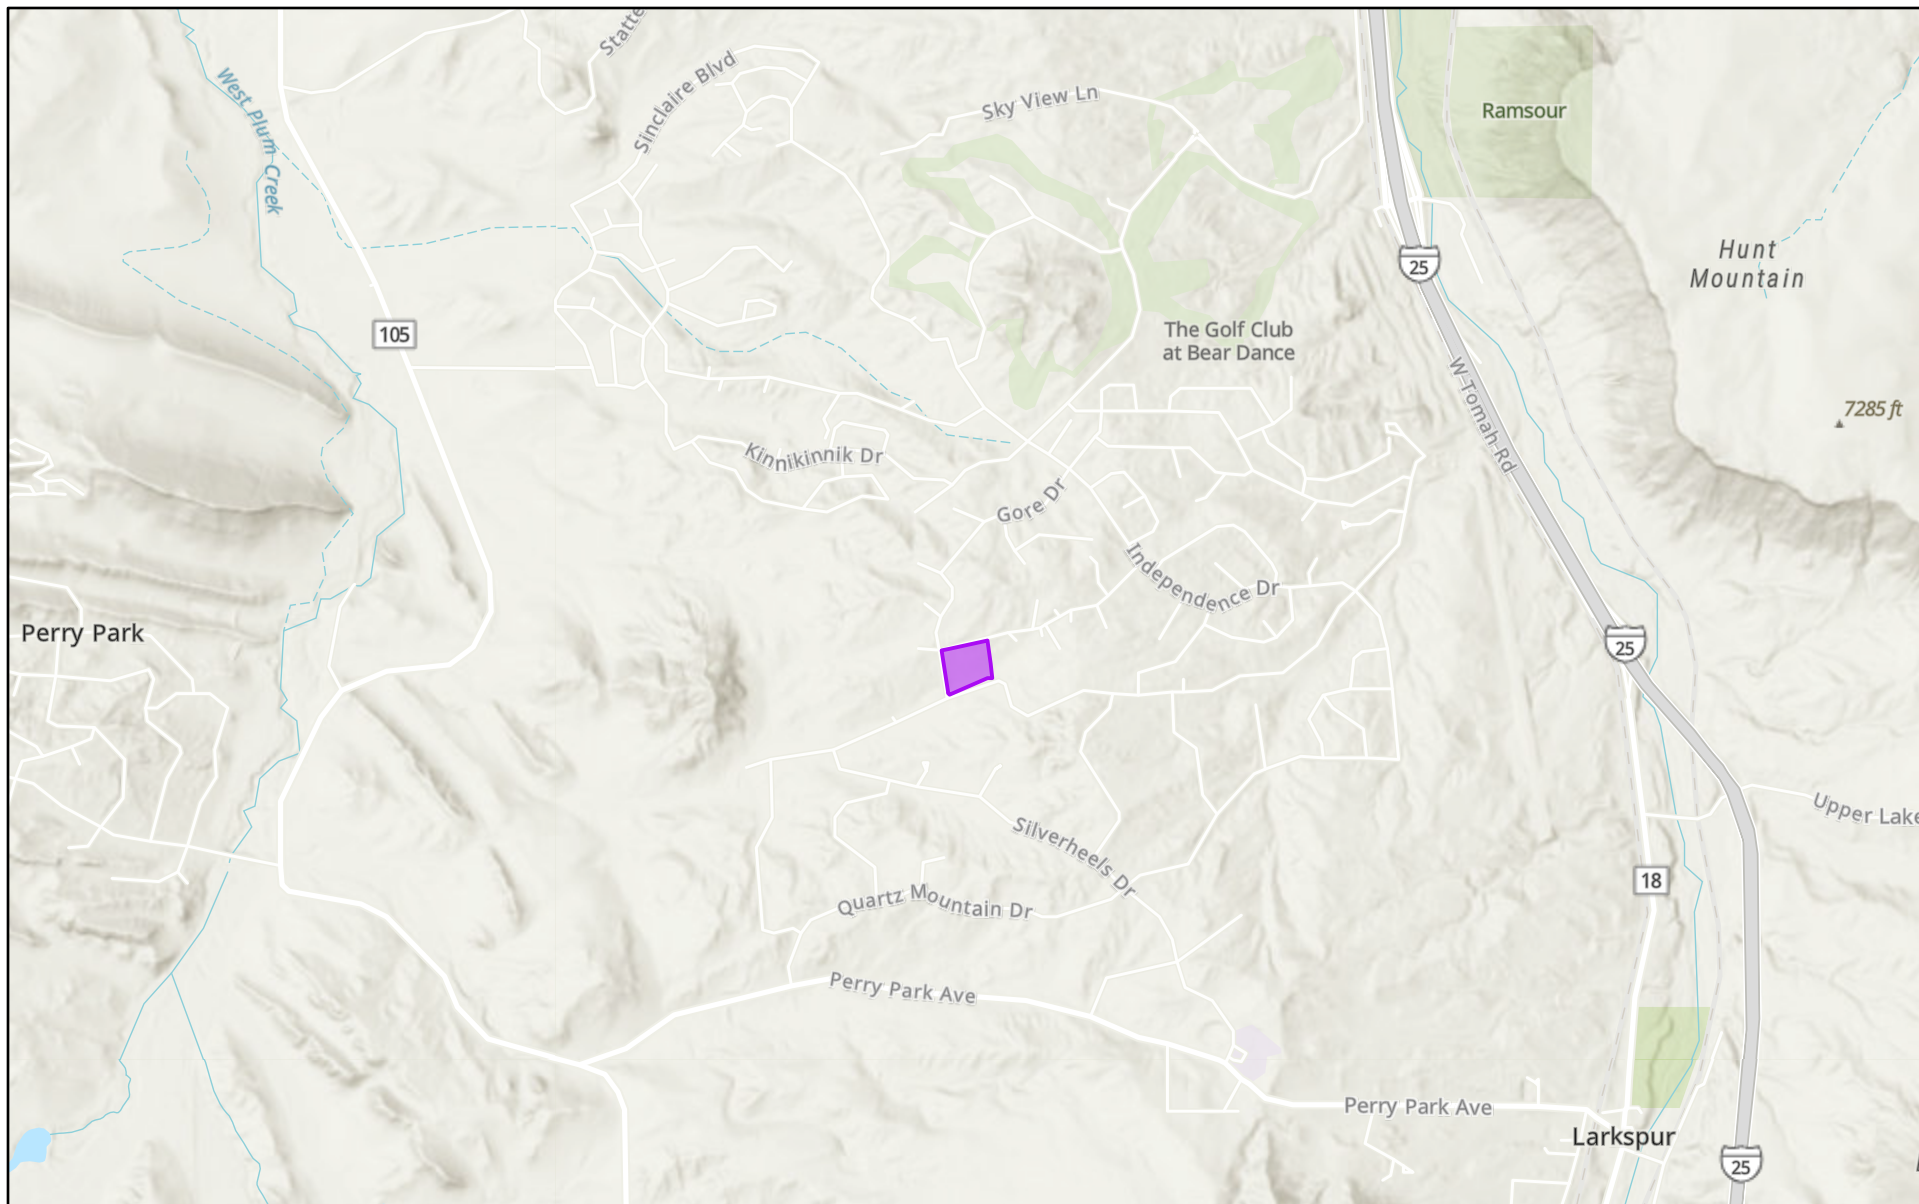 Statte
Sinclaire Blvd
West Plum Creek
Sky View Ln
Ramsour
Hunt
Mountain
25
105
The Golf Club
at Bear Dance
W Tomah Rd
7285 ft
Kinnikinnik Dr
Gore Dr
Independence Dr
Perry Park
25
Upper Lake
Silverheels Dr
18
Quartz Mountain Dr
Perry Park Ave
Perry Park Ave
Larkspur
25